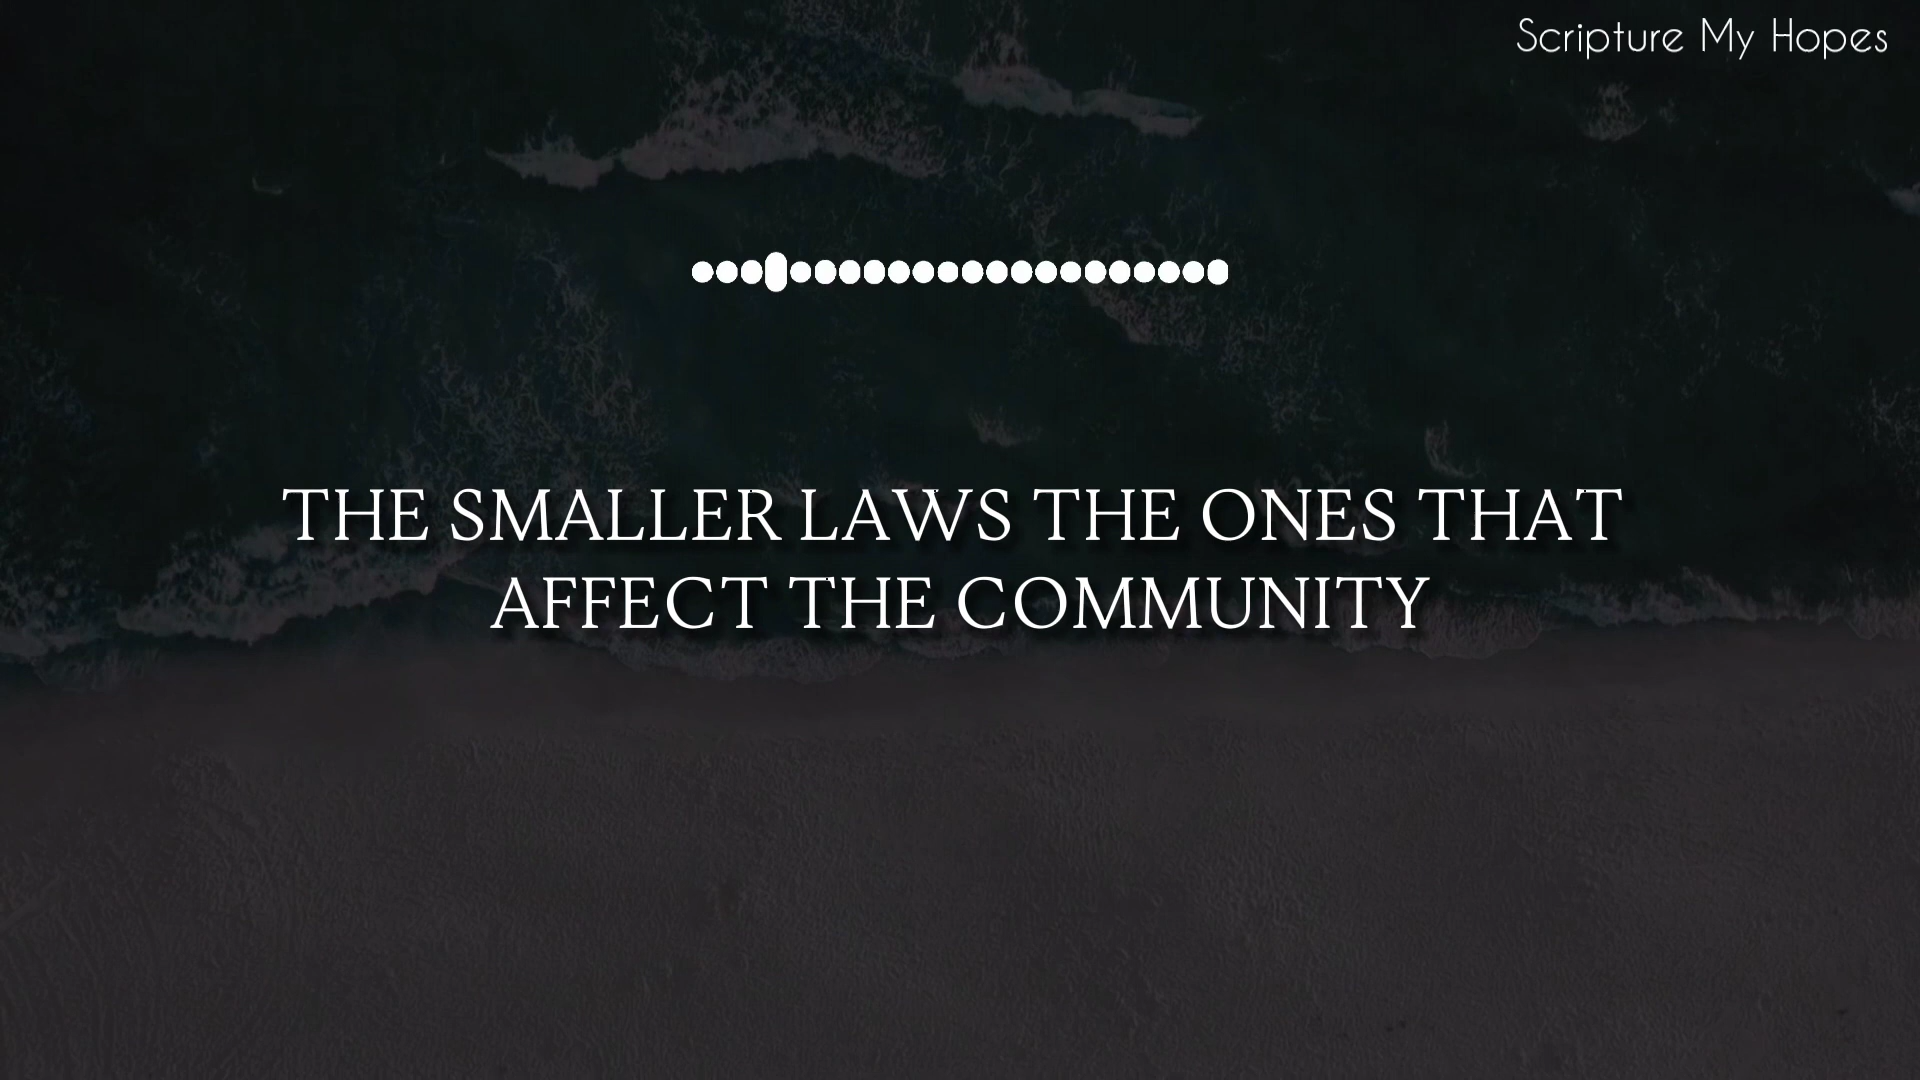 Scripture My Hopes
THE SMALLER LAWS THE ONES THAT
AFFECT THE COMMUNITY